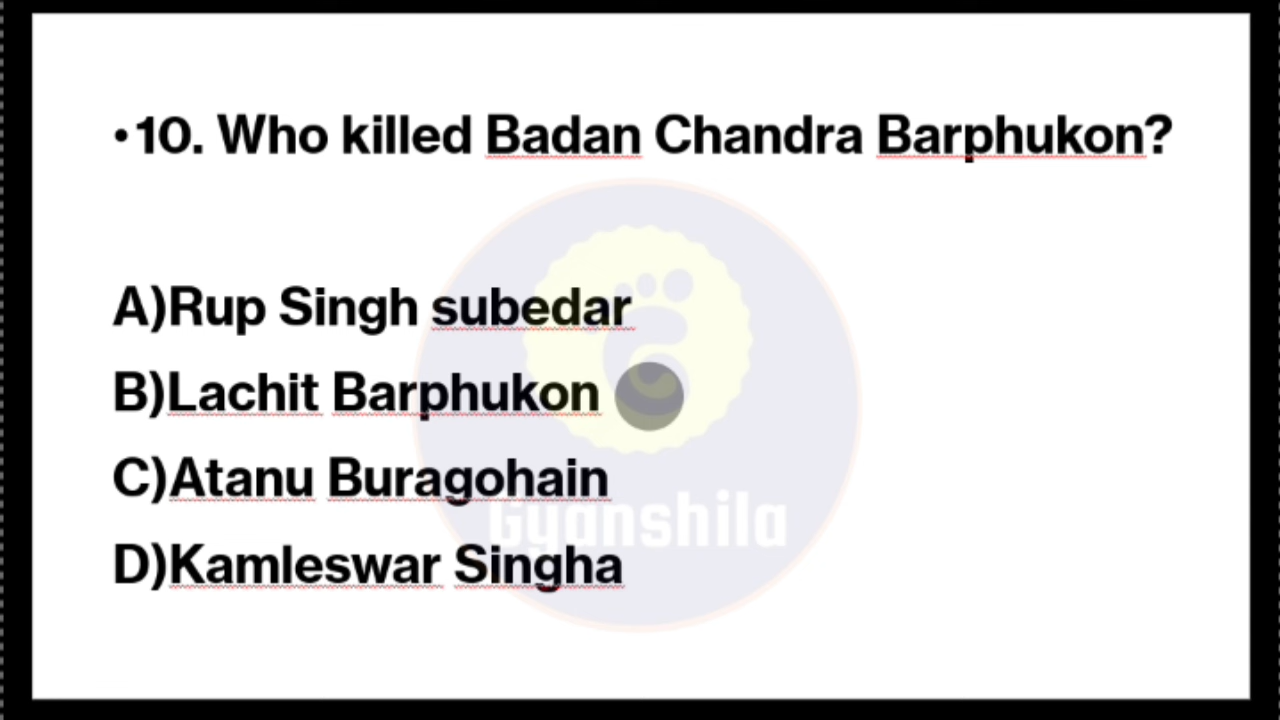 •10. Who killed Badan Chandra Barphukon?
A)Rup Singh subedar
B)Lachit Barphukon
C)Atanu Buragohain
Gyanshila
D)Kamleswar Singha